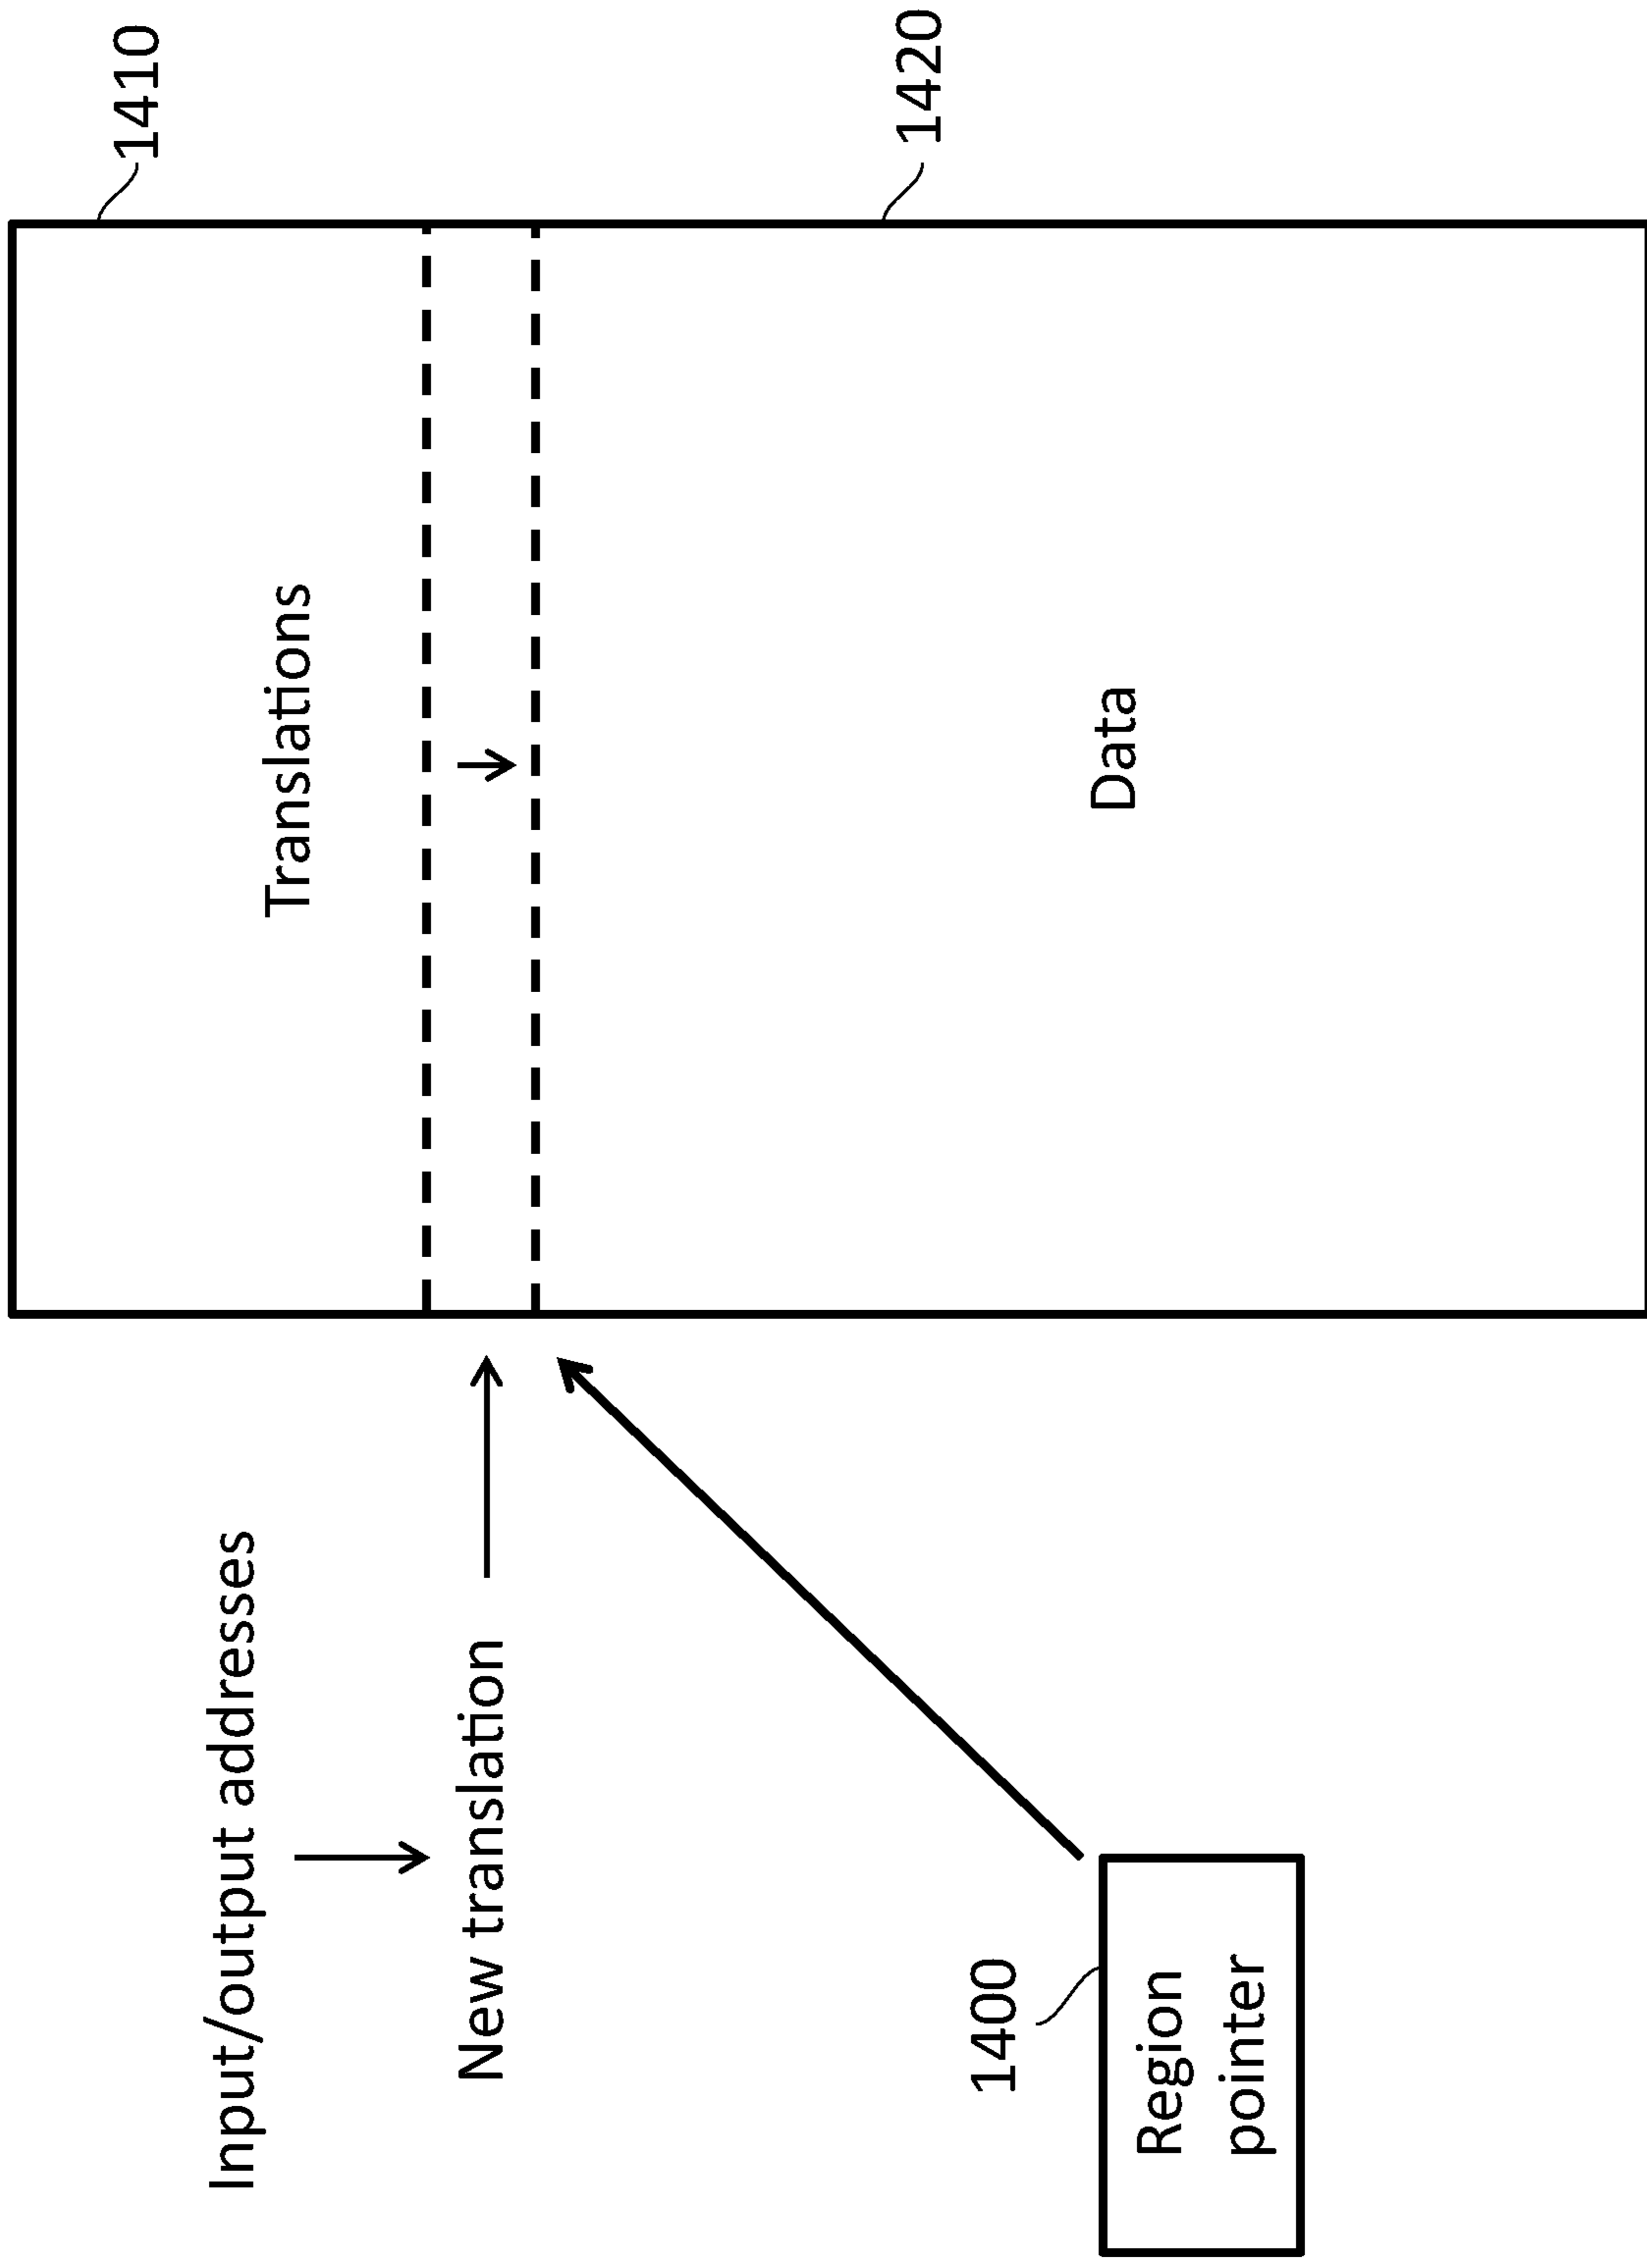 Input/output addresses
New translation
1400
Region
pointer
Translations
Data
1410
1420